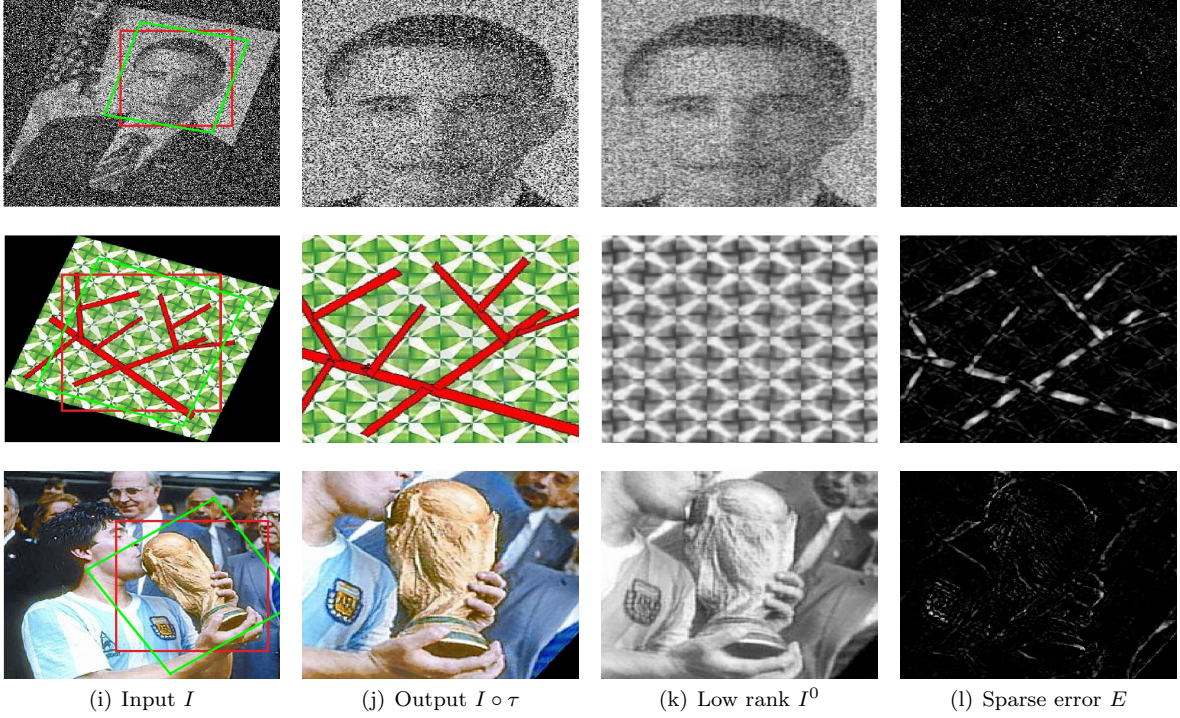 (i) Input I
(j) Output I ∘ τ
(k) Low rank I⁰
(l) Sparse error E